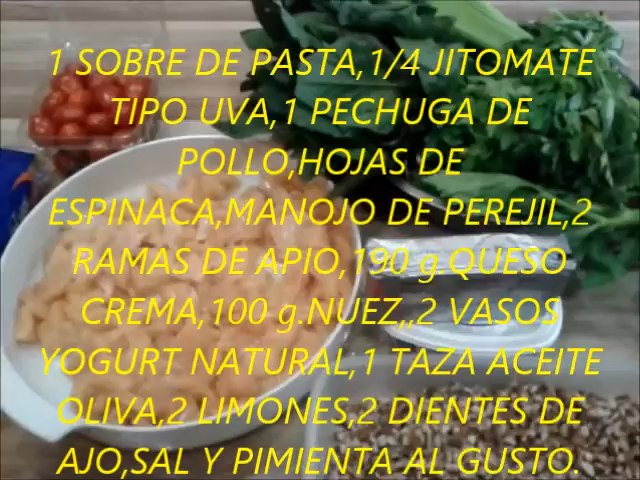 1 SOBRE DE PASTA,1/4 JITOMATE
TIPO UVA,1 PECHUGA DE
POLLO,HOJAS DE
ESPINACA,MANOJO DE PEREJIL,2
RAMAS DE APIO,190 g.QUESO
CREMA,100 g.NUEZ,,2 VASOS
YOGURT NATURAL,1 TAZA ACEITE
OLIVA,2 LIMONES,2 DIENTES DE
AJO,SAL Y PIMIENTA AL GUSTO.